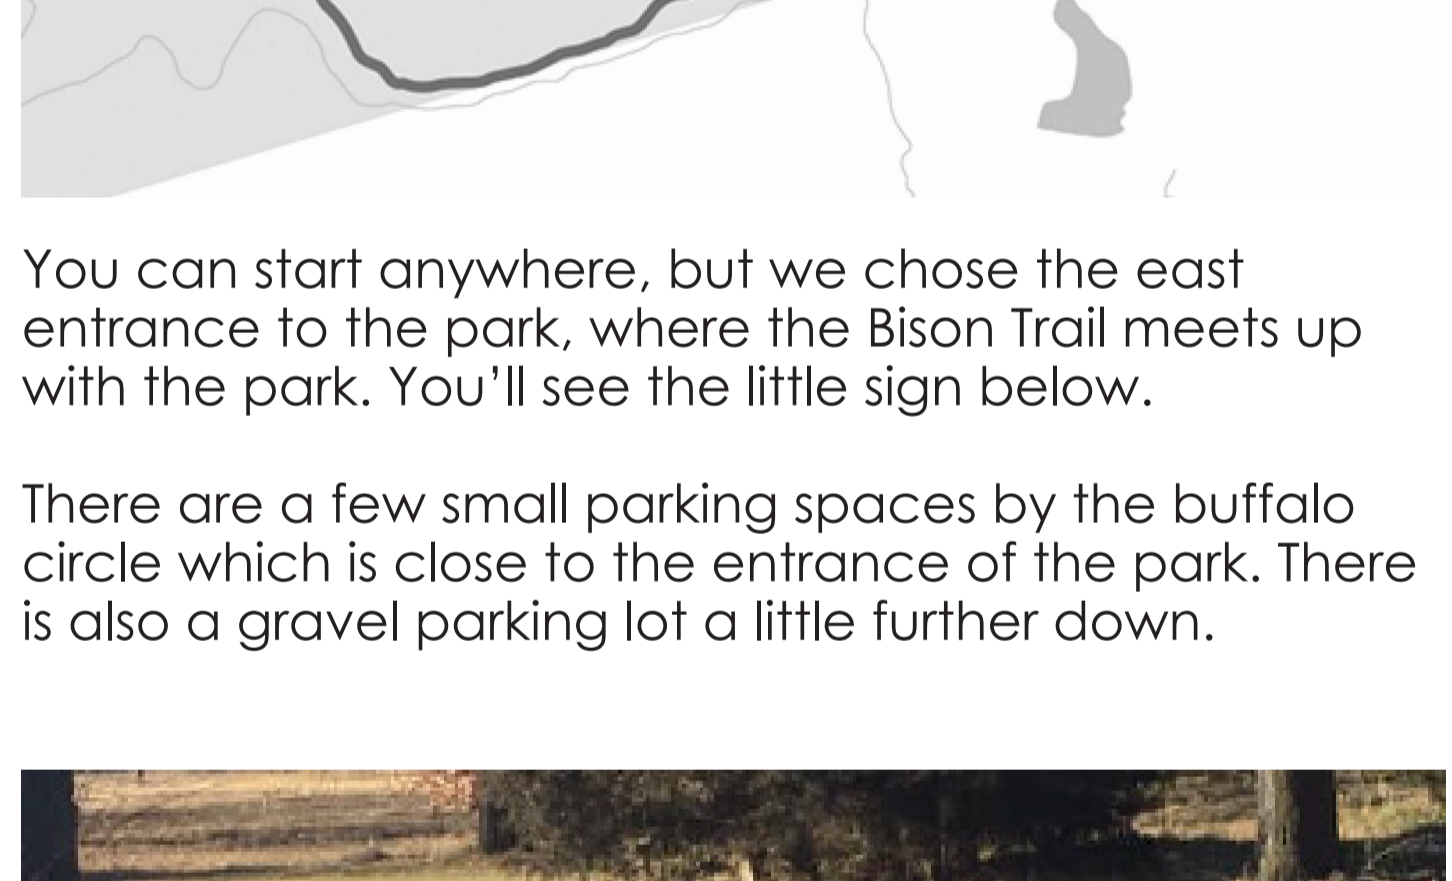 You can start anywhere, but we chose the east
entrance to the park, where the Bison Trail meets up
with the park. You’ll see the little sign below.
There are a few small parking spaces by the buffalo
circle which is close to the entrance of the park. There
is also a gravel parking lot a little further down.